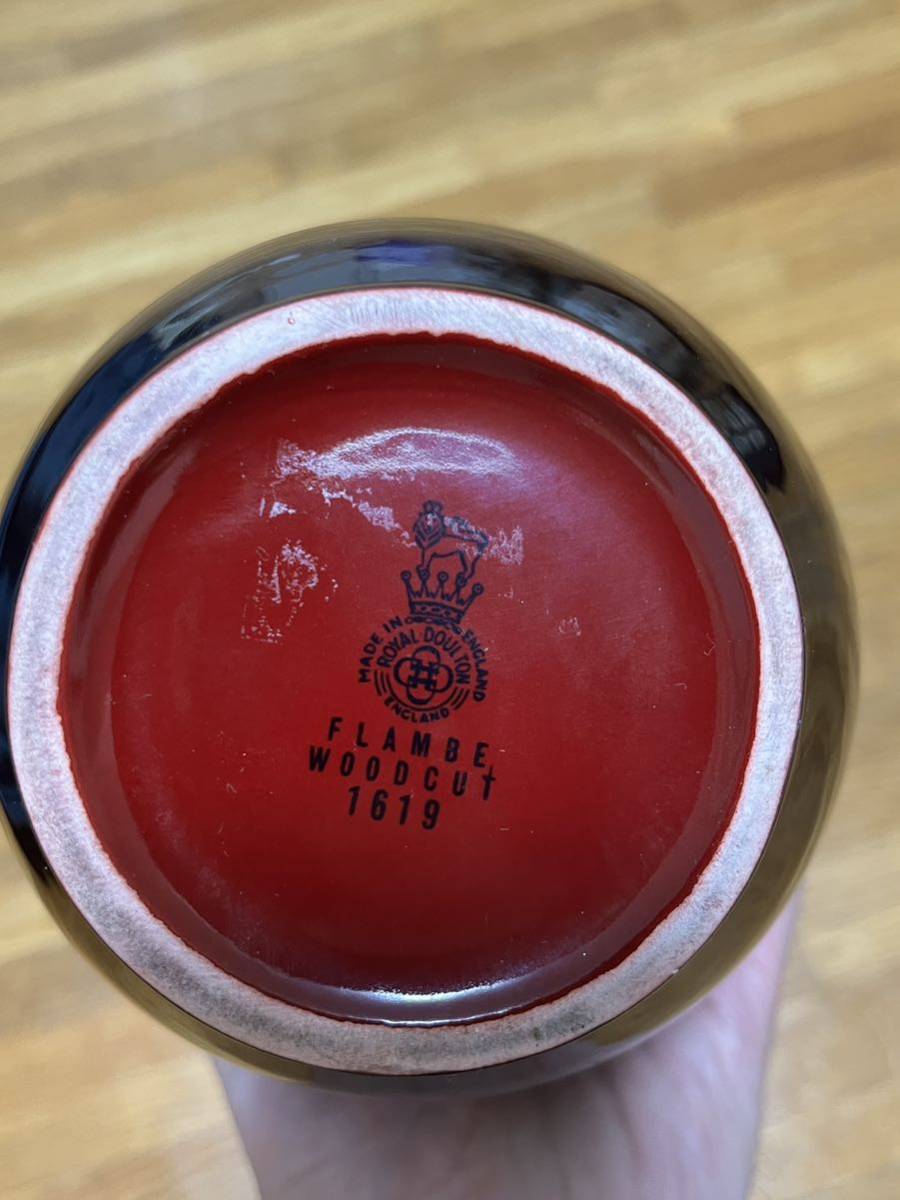 MADE IN ENGLAND
ROYAL DOULTON
ENGLAND
FLAMBE
WOODCUt
1619